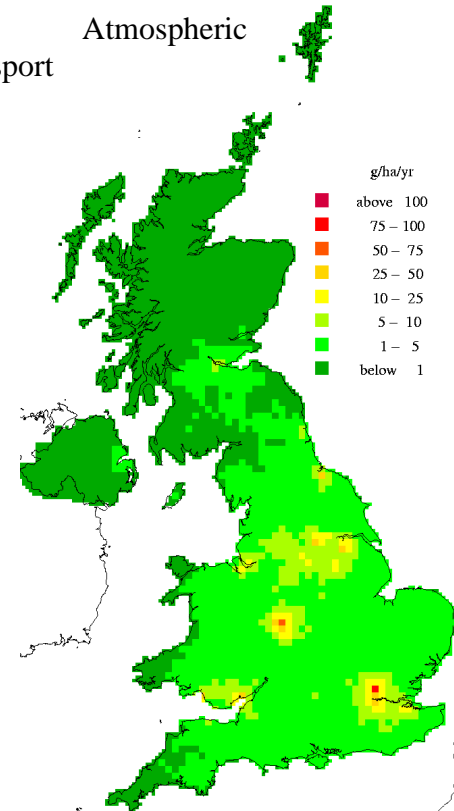 Atmospheric
sport
g/ha/yr
above 100
75 – 100
50 – 75
25 – 50
10 – 25
5 – 10
1 – 5
below 1